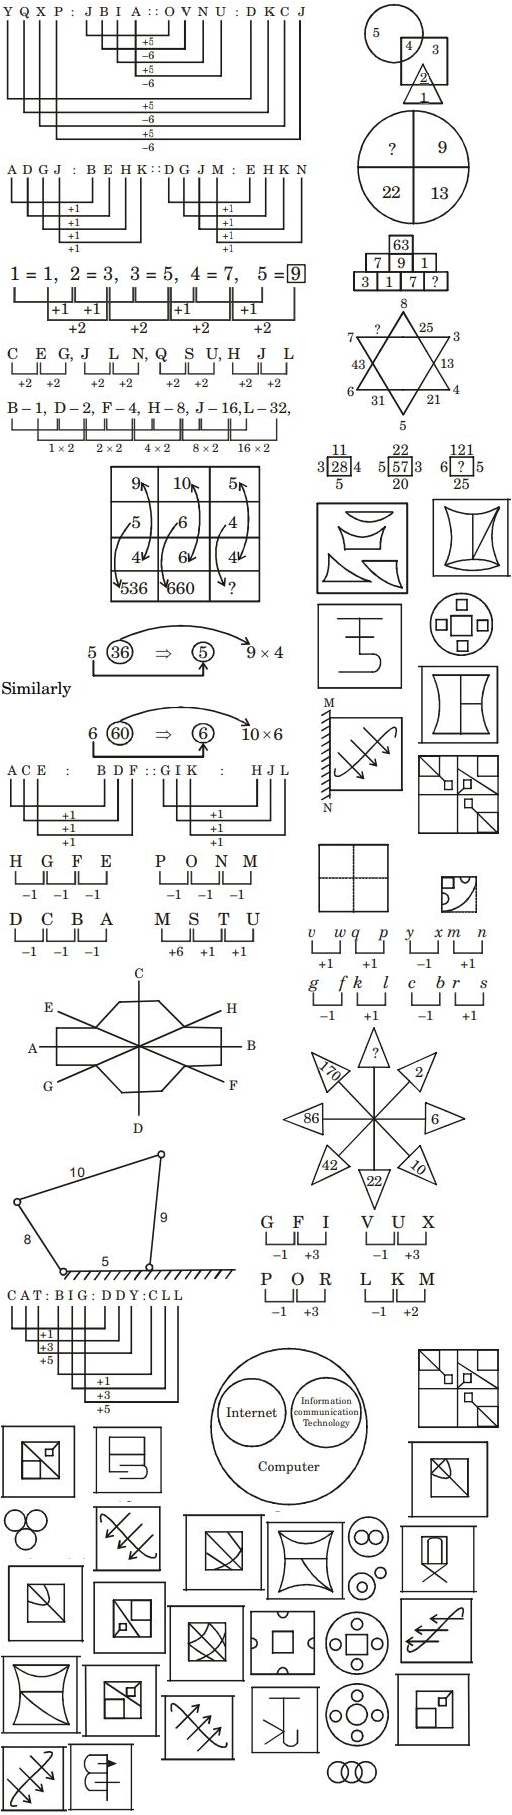 Y Q X P : J B I A :: O V N U : D K C J
+5
-6
+5
-6
+5
-6
+5
-6
A D G J : B E H K :: D G J M : E H K N
+1 +1
+1 +1
+1 +1
+1 +1
1 = 1, 2 = 3, 3 = 5, 4 = 7, 5 = 9
+1 +1 +1 +1
+2 +2 +2 +2
C E G, J L N, Q S U, H J L
+2 +2 +2 +2 +2 +2 +2 +2
B – 1, D – 2, F – 4, H – 8, J – 16, L – 32,
1 × 2 2 × 2 4 × 2 8 × 2 16 × 2
9 10 5
5 6 4
4 6 4
536 660 ?
5 36 ⇒ 5 9 × 4
Similarly
6 60 ⇒ 6 10 × 6
A C E : B D F :: G I K : H J L
+1 +1
+1 +1
+1 +1
H G F E P O N M
-1 -1 -1 -1 -1 -1
D C B A M S T U
-1 -1 -1 +6 +1 +1
C
E H
A B
G F
D
10
8 9
5
C A T : B I G : D D Y : C L L
+1
+3
+5
+1
+3
+5
5
4 3
2
1
? 9
22 13
63
7 9 1
3 1 7 ?
8
7 ? 25 3
43 13
6 31 21 4
5
11 22 121
3 28 4 5 57 3 6 ? 5
5 20 25
M
N
v w q p y x m n
+1 +1 -1 +1
g f k l c b r s
-1 +1 -1 +1
?
170 2
86 6
42 10
22
G F I V U X
-1 +3 -1 +3
P O R L K M
-1 +3 -1 +2
Internet
Information
communication
Technology
Computer